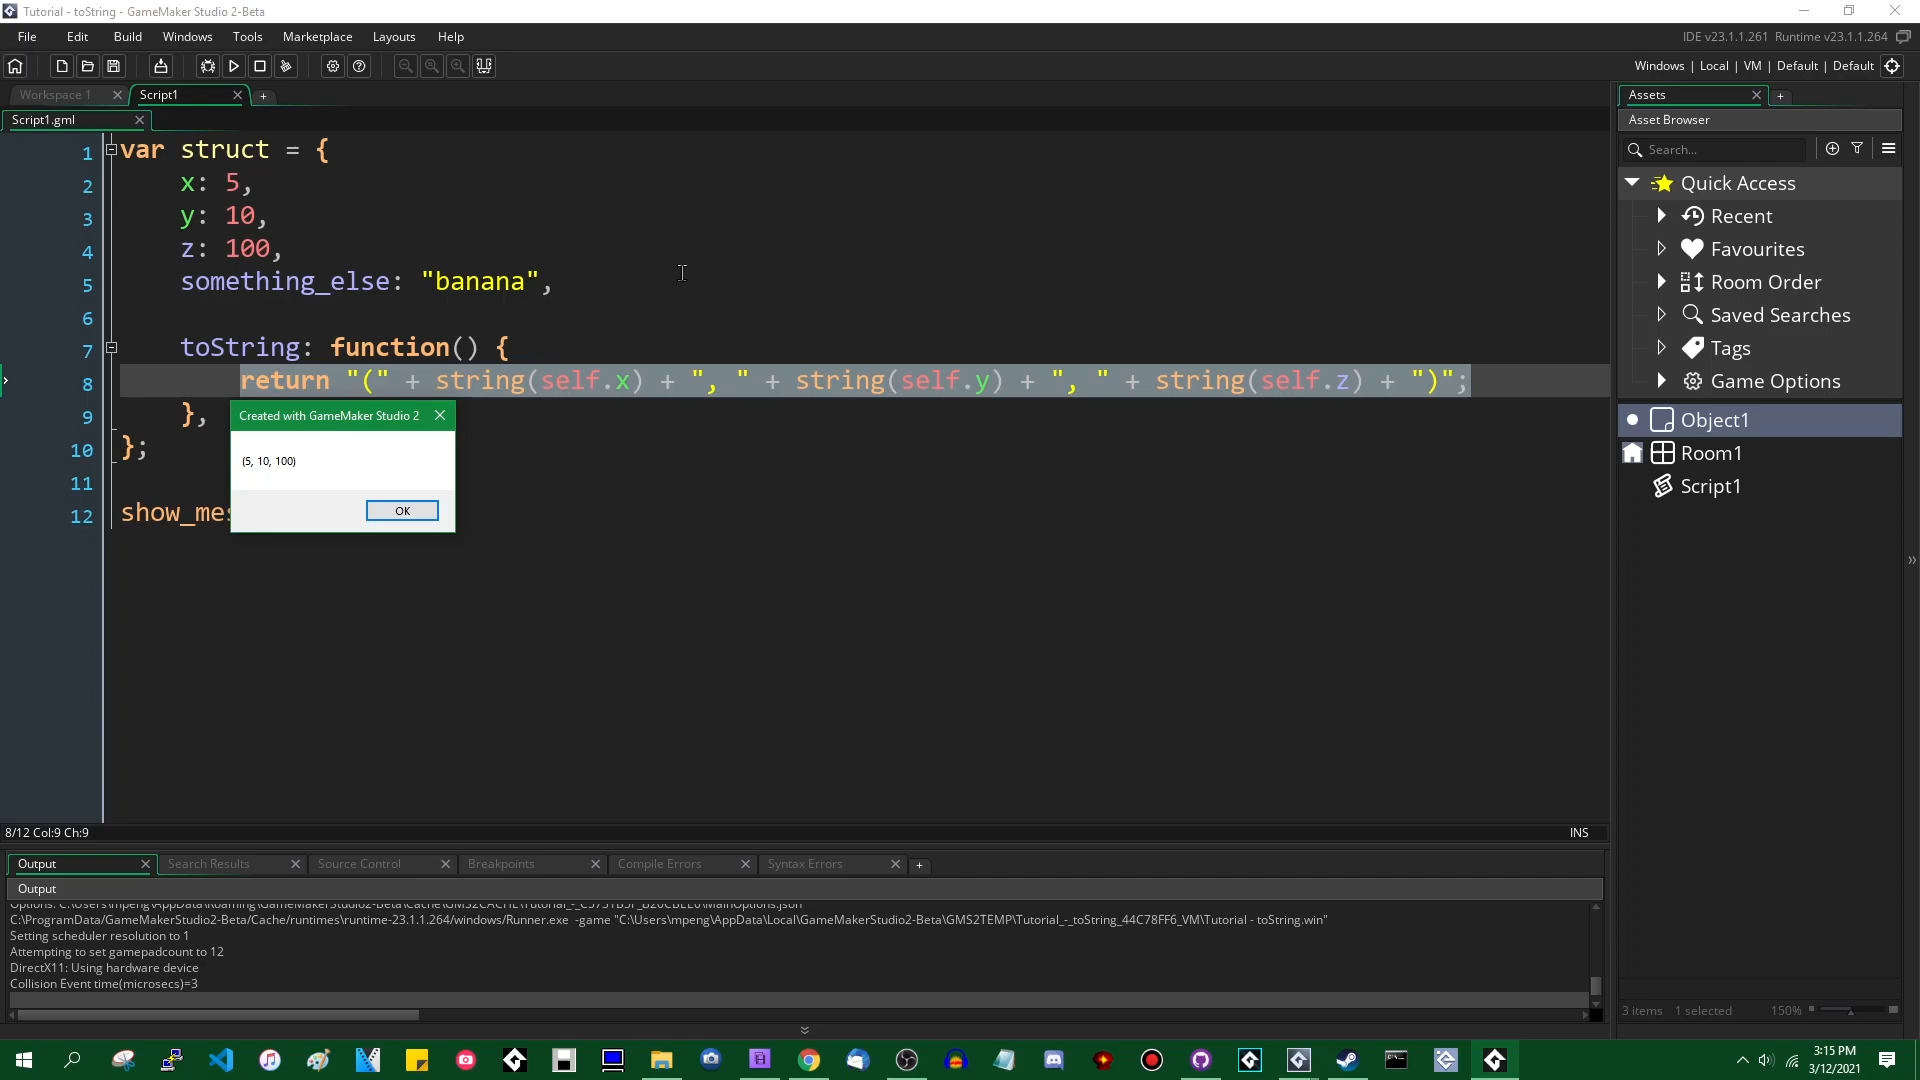 Tutorial - toString - GameMaker Studio 2-Beta
File Edit Build Windows Tools Marketplace Layouts Help
IDE v23.1.1.261 Runtime v23.1.1.264
Windows | Local | VM | Default | Default
Workspace 1
Script1
Script1.gml
1 var struct = {
2 x: 5,
3 y: 10,
4 z: 100,
5 something_else: "banana",
6
7 toString: function() {
8 return "(" + string(self.x) + ", " + string(self.y) + ", " + string(self.z) + ")";
9 },
10 };
11
12 show_mes
Created with GameMaker Studio 2
(5, 10, 100)
OK
8/12 Col:9 Ch:9
INS
Output
Search Results
Source Control
Breakpoints
Compile Errors
Syntax Errors
Output
C:\ProgramData/GameMakerStudio2-Beta/Cache/runtimes\runtime-23.1.1.264/windows/Runner.exe -game "C:\Users\mpeng\AppData\Local\GameMakerStudio2-Beta\GMS2TEMP\Tutorial_-_toString_44C78FF6_VM\Tutorial - toString.win"
Setting scheduler resolution to 1
Attempting to set gamepadcount to 12
DirectX11: Using hardware device
Collision Event time(microsecs)=3
Assets
Asset Browser
Search...
Quick Access
Recent
Favourites
Room Order
Saved Searches
Tags
Game Options
Object1
Room1
Script1
3 items 1 selected 150%
3:15 PM
3/12/2021